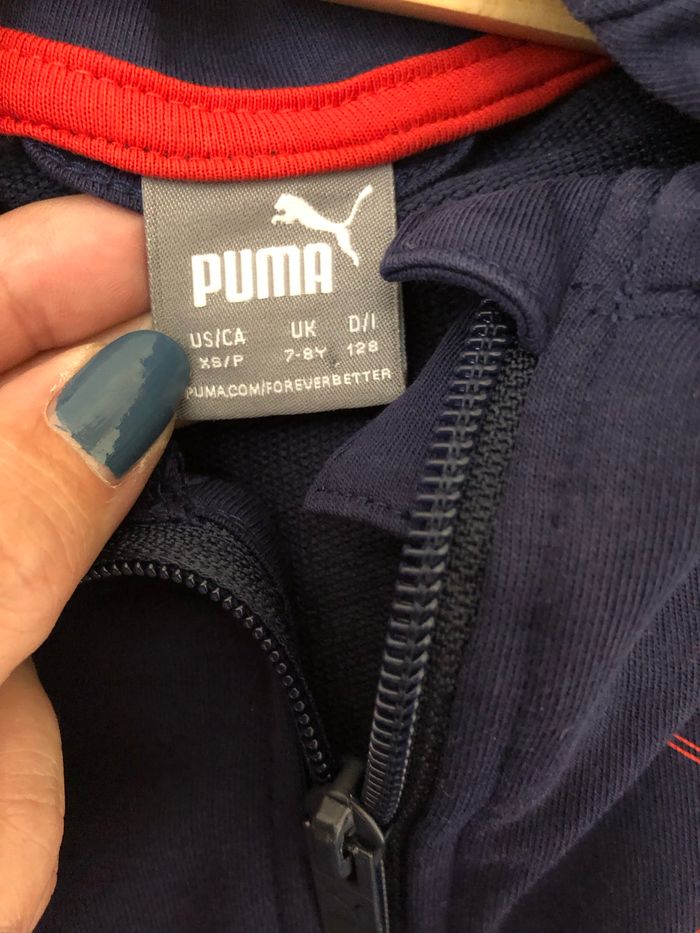 PUMA
US/CA UK D/I
XS/P 7-8Y 128
PUMA.COM/FOREVERBETTER